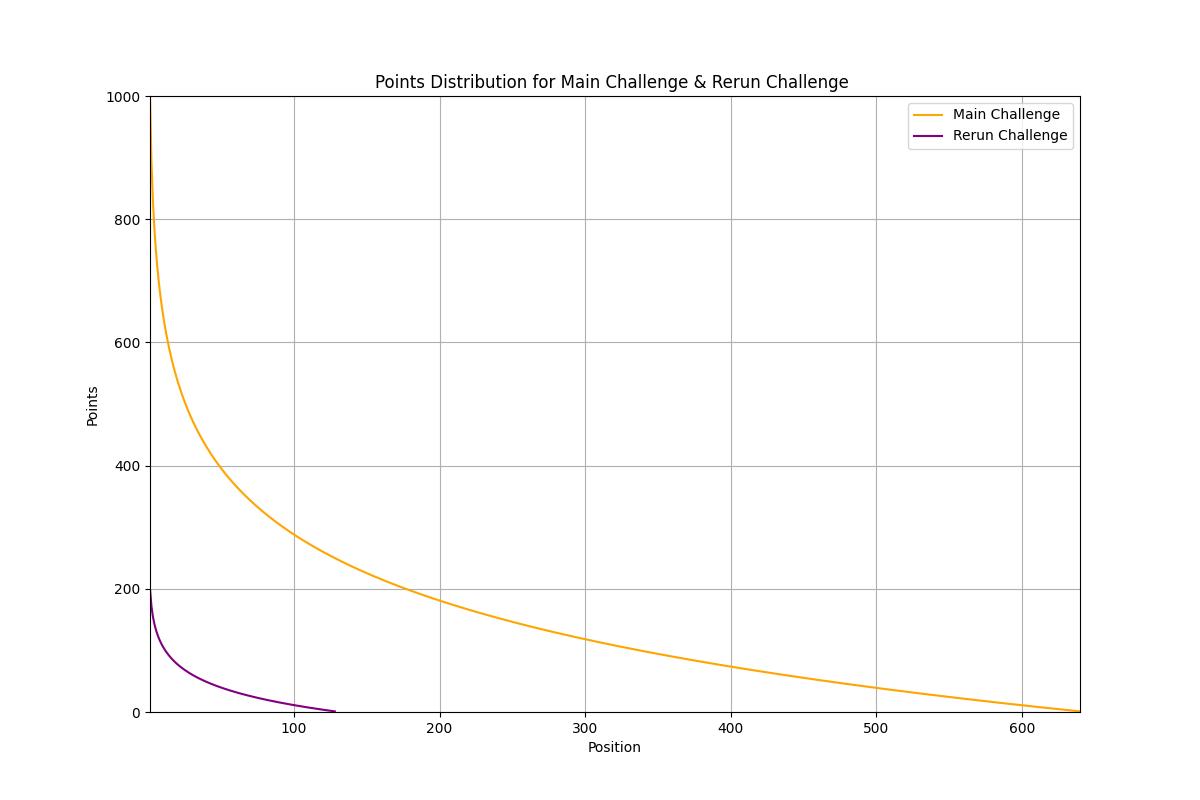 Points Distribution for Main Challenge & Rerun Challenge
1000
800
600
400
200
0
Points
Main Challenge
Rerun Challenge
100
200
300
400
500
600
Position